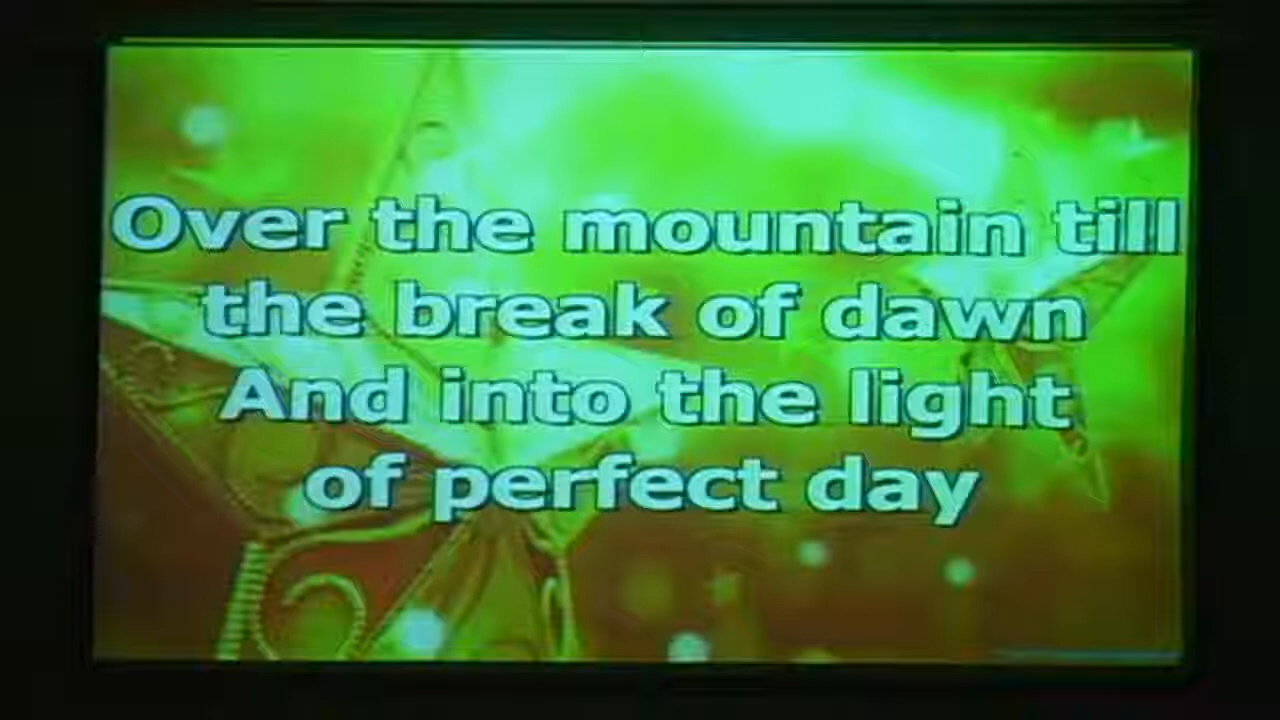 Over the mountain till
the break of dawn
And into the light
of perfect day